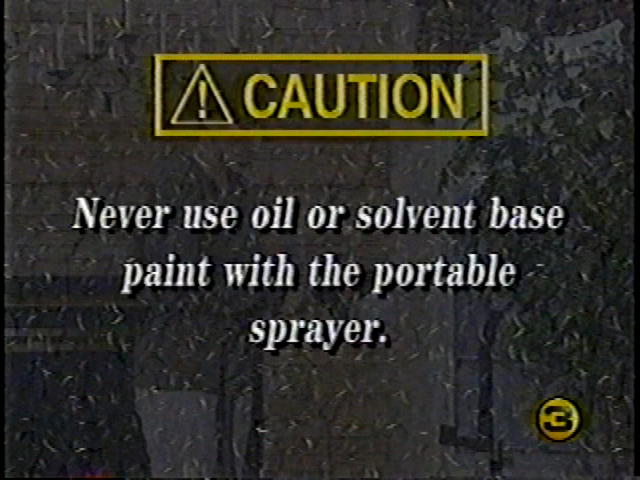 CAUTION
Never use oil or solvent base
paint with the portable
sprayer.
3